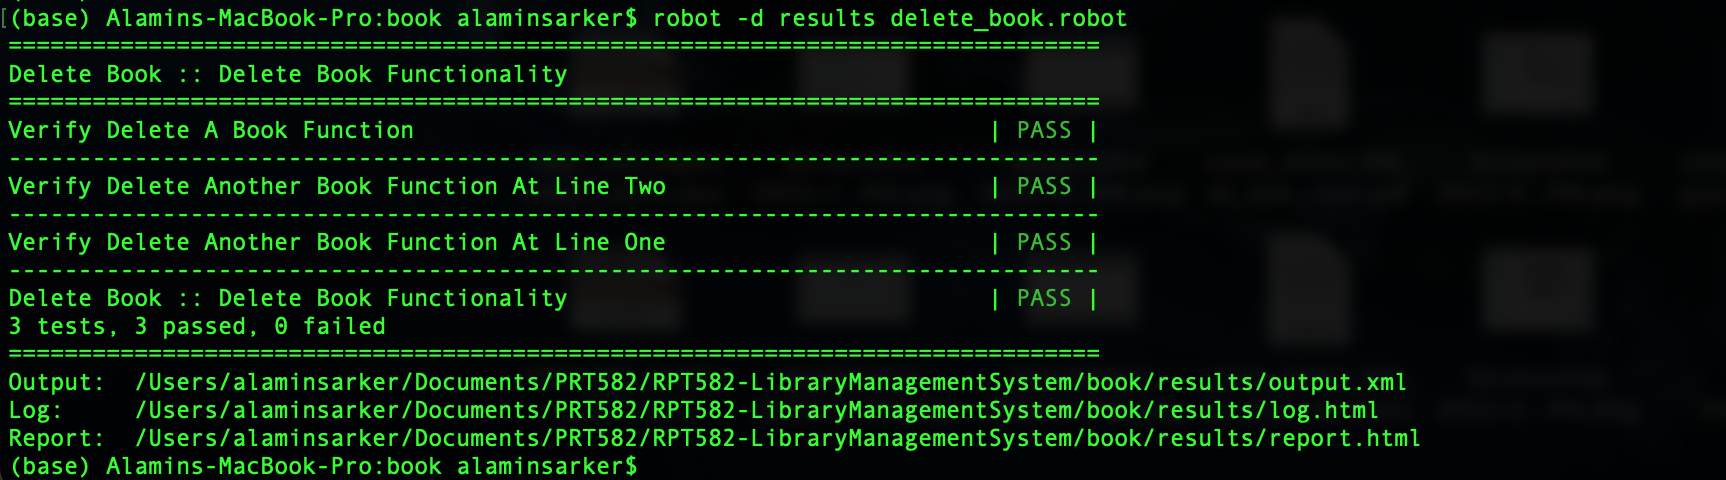 [(base) Alamins-MacBook-Pro:book alaminsarker$ robot -d results delete_book.robot
==============================================================================
Delete Book :: Delete Book Functionality
==============================================================================
Verify Delete A Book Function                                         | PASS |
------------------------------------------------------------------------------
Verify Delete Another Book Function At Line Two                       | PASS |
------------------------------------------------------------------------------
Verify Delete Another Book Function At Line One                       | PASS |
------------------------------------------------------------------------------
Delete Book :: Delete Book Functionality                              | PASS |
3 tests, 3 passed, 0 failed
==============================================================================
Output:  /Users/alaminsarker/Documents/PRT582/RPT582-LibraryManagementSystem/book/results/output.xml
Log:     /Users/alaminsarker/Documents/PRT582/RPT582-LibraryManagementSystem/book/results/log.html
Report:  /Users/alaminsarker/Documents/PRT582/RPT582-LibraryManagementSystem/book/results/report.html
(base) Alamins-MacBook-Pro:book alaminsarker$